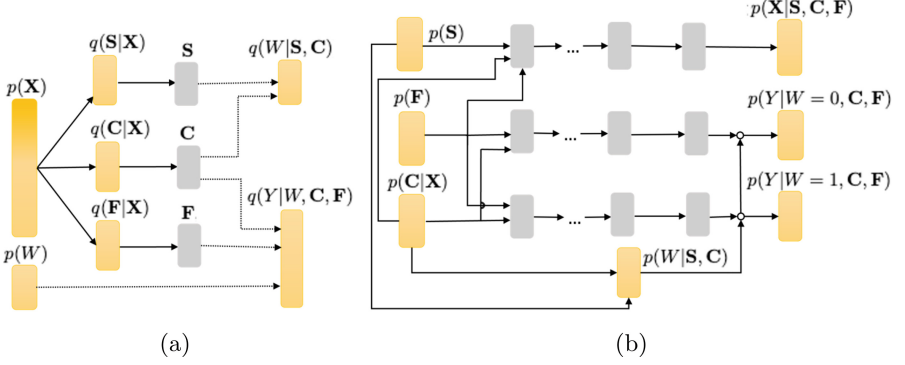 p(X)
q(S|X)
S
q(W|S, C)
q(C|X)
C
q(F|X)
F
q(Y|W, C, F)
p(W)
(a)
p(S)
...
p(X|S, C, F)
p(F)
...
p(Y|W = 0, C, F)
p(C|X)
...
p(Y|W = 1, C, F)
p(W|S, C)
(b)